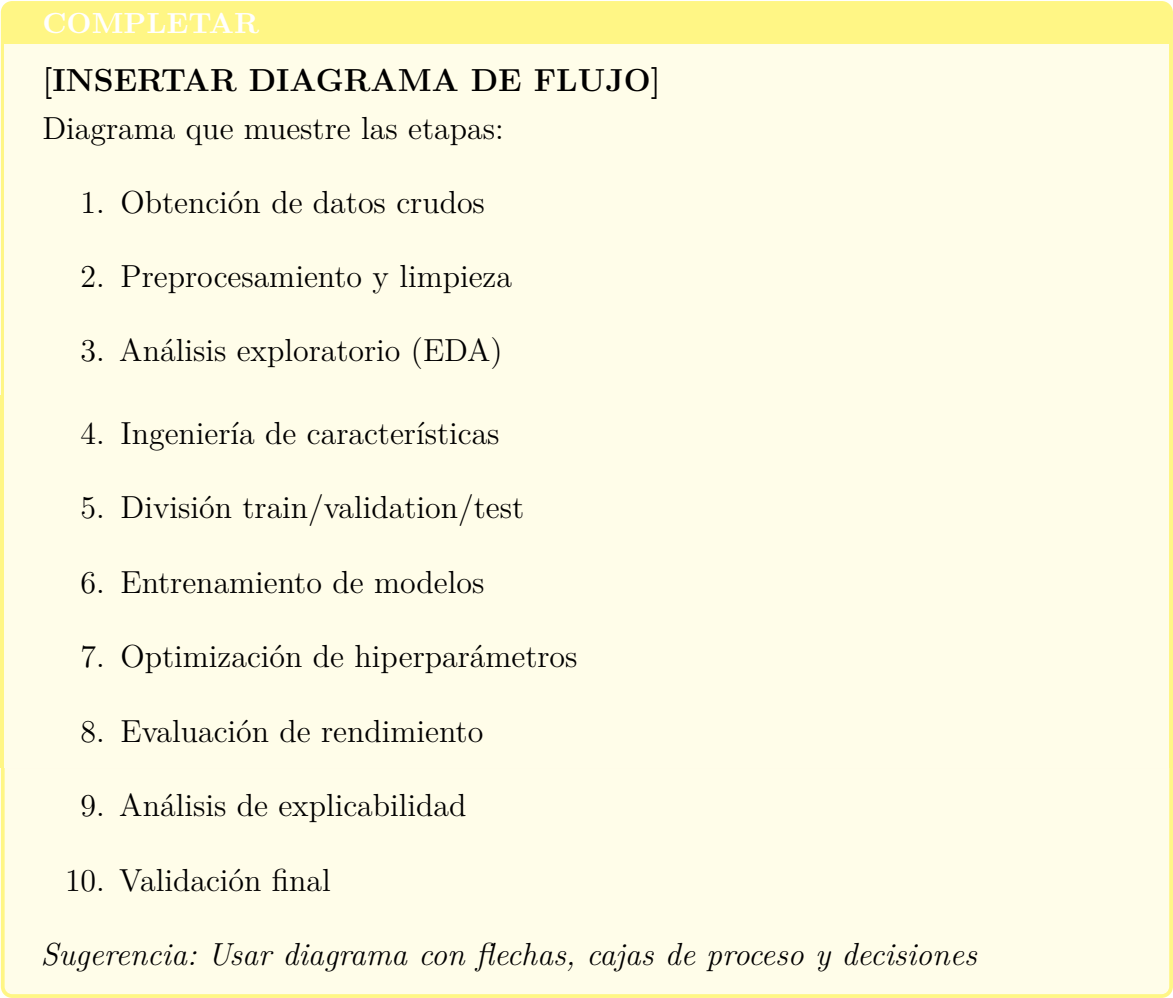 COMPLETAR
[INSERTAR DIAGRAMA DE FLUJO]
Diagrama que muestre las etapas:
1. Obtención de datos crudos
2. Preprocesamiento y limpieza
3. Análisis exploratorio (EDA)
4. Ingeniería de características
5. División train/validation/test
6. Entrenamiento de modelos
7. Optimización de hiperparámetros
8. Evaluación de rendimiento
9. Análisis de explicabilidad
10. Validación final
Sugerencia: Usar diagrama con flechas, cajas de proceso y decisiones